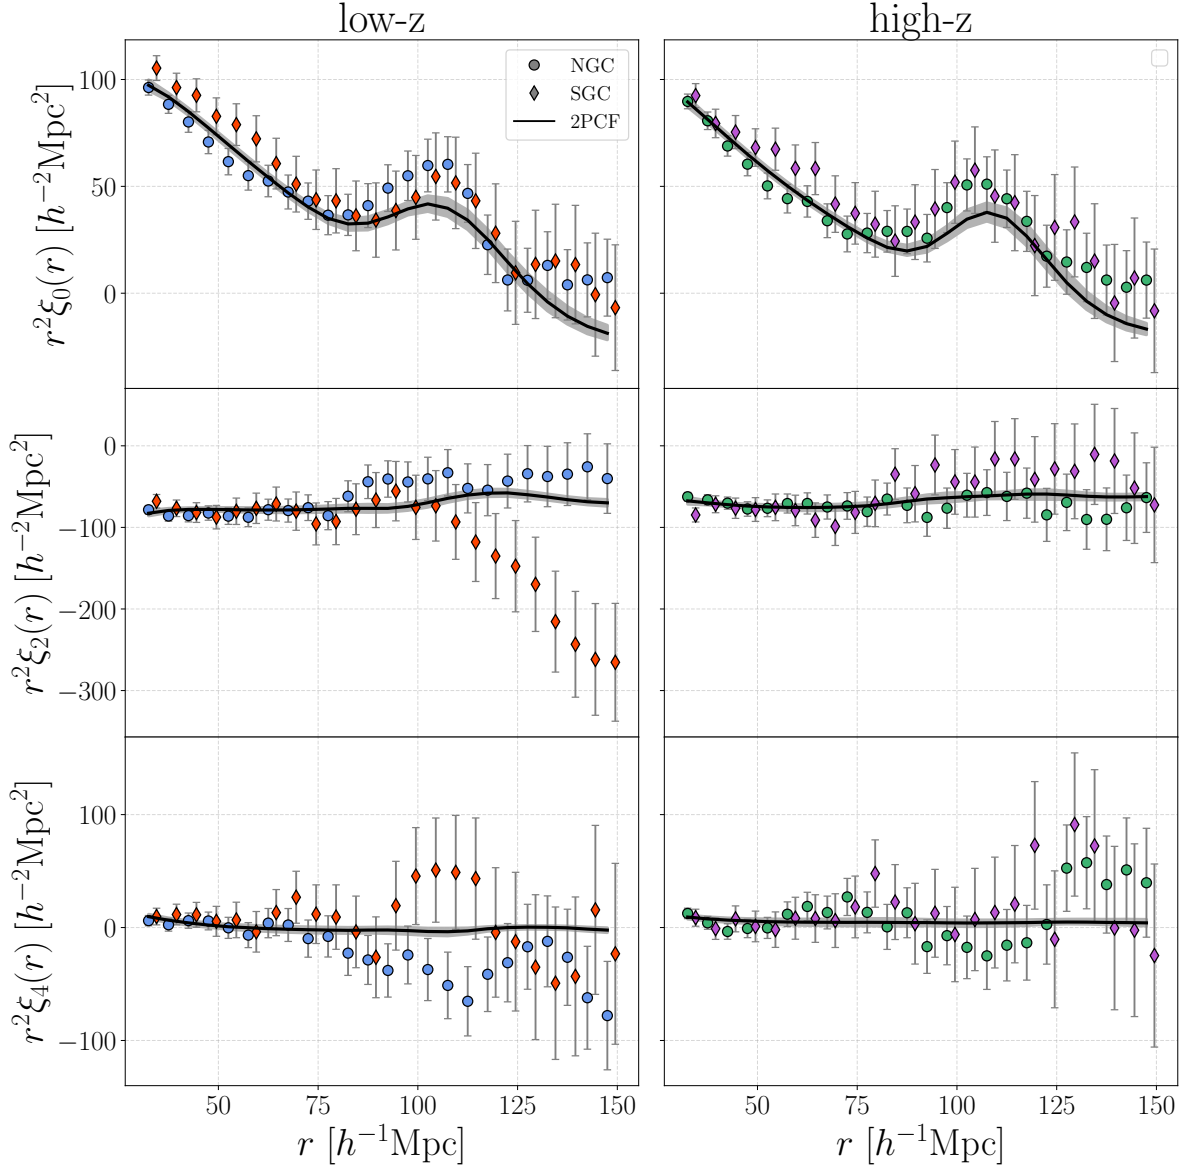 low-z high-z
NGC
SGC
2PCF
r²ξ₀(r) [h⁻²Mpc²]
100
50
0
r²ξ₂(r) [h⁻²Mpc²]
0
−100
−200
−300
r²ξ₄(r) [h⁻²Mpc²]
100
0
−100
50 75 100 125 150 50 75 100 125 150
r [h⁻¹Mpc] r [h⁻¹Mpc]